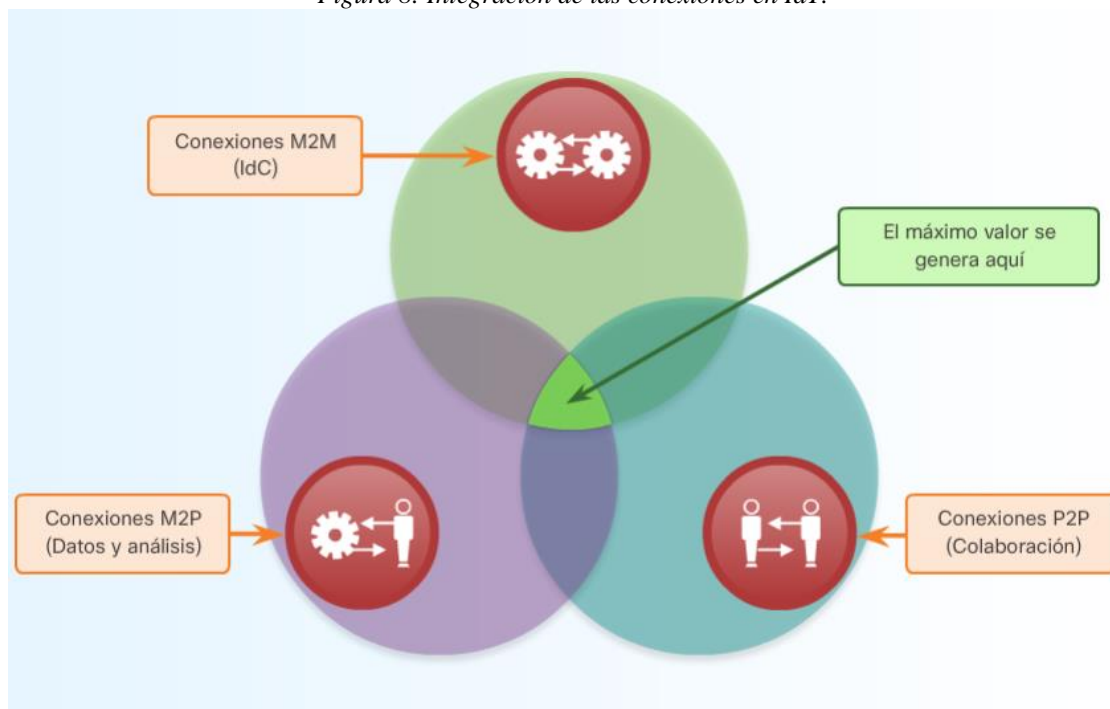 Figura 8. Integración de las conexiones en IdT.
Conexiones M2M
(IdC)
El máximo valor se
genera aquí
Conexiones M2P
(Datos y análisis)
Conexiones P2P
(Colaboración)